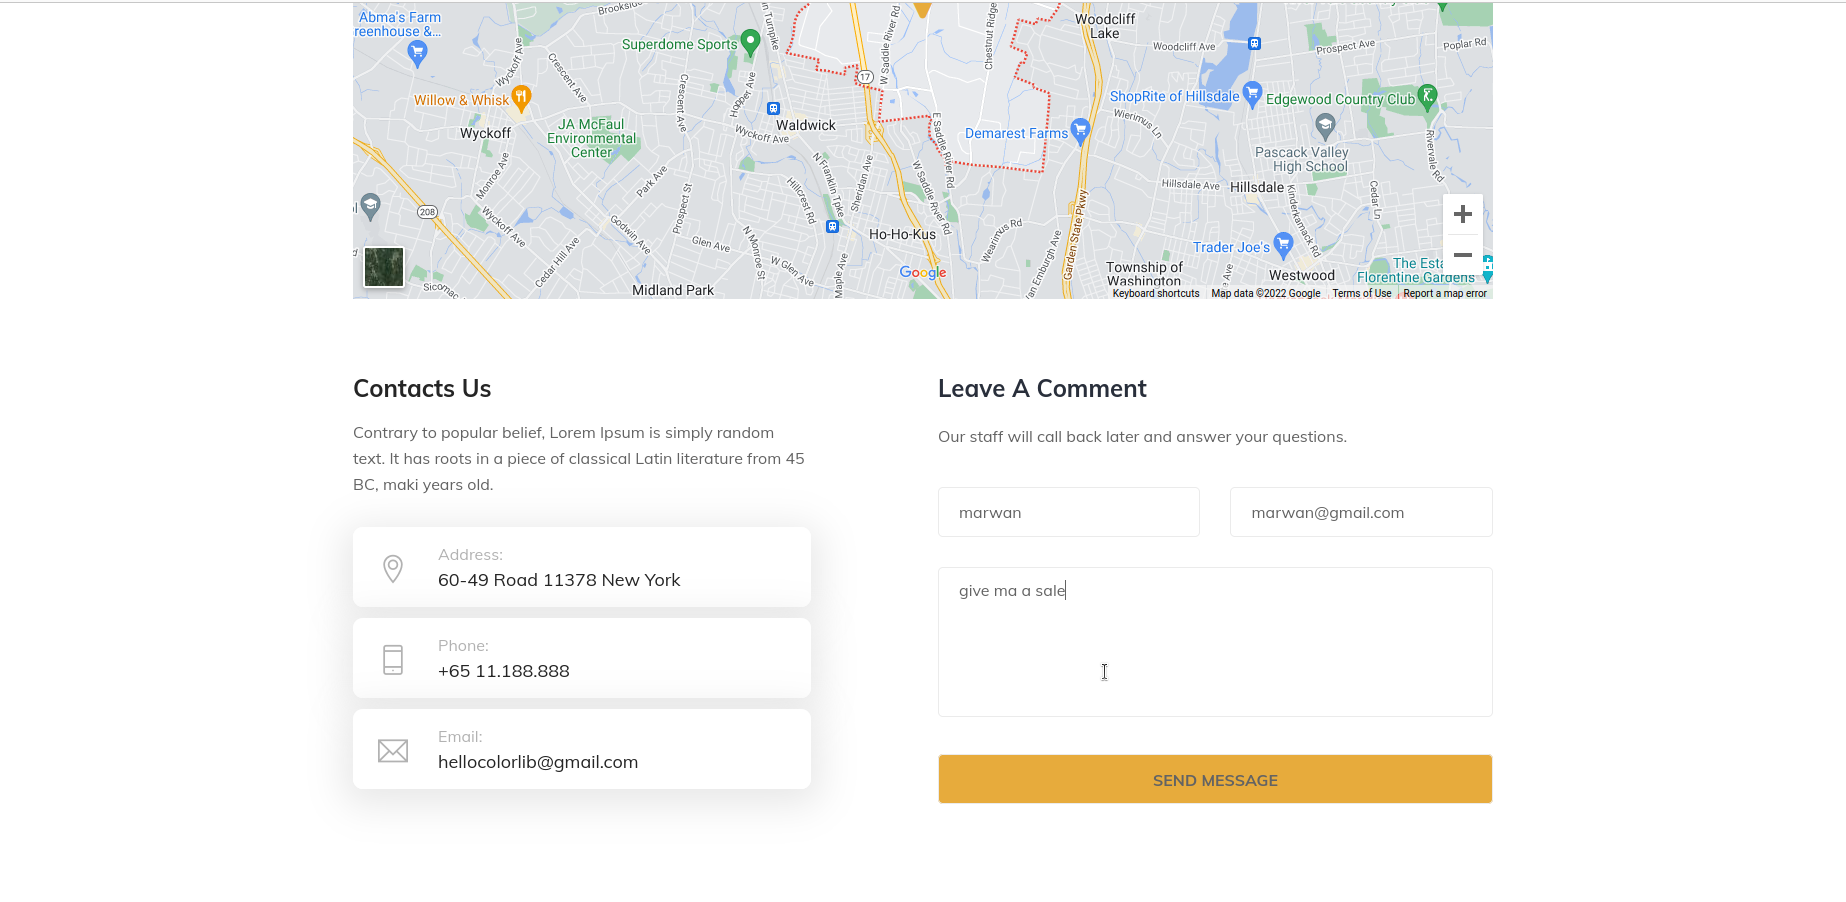 Abma's Farm
reenhouse &...
Brookside
n Turnpike
W Saddle River Rd
Chestnut Ridge
Woodcliff
Lake
Superdome Sports
Wyckoff Ave
Woodcliff Ave
Prospect Ave
Poplar Rd
Crescent Ave
17
Willow & Whisk
Crescent Ave
Hopper Ave
ShopRite of Hillsdale
Edgewood Country Club
Wyckoff
JA McFaul
Environmental
Center
Waldwick
Wyckoff Ave
E Saddle River Rd
Demarest Farms
Wierimus Ln
Pascack Valley
High School
Rivervale Rd
Monroe Ave
Park Ave
Prospect St
N Franklin Tpke
Hillcrest Rd
Sheridan Ave
W Saddle River Rd
Hillsdale Ave
Hillsdale
Kinderkamack Rd
Cedar Ln
208
Wyckoff Ave
Godwin Ave
Glen Ave
Ho-Ho-Kus
Wearimus Rd
Garden State Pkwy
Trader Joe's
Cedar Hill Ave
N Monroe St
W Glen Ave
Maple Ave
Google
an Emburgh Ave
Township of
Washington
Westwood
The Esta
Florentine Gardens
Sicomac
Midland Park
Keyboard shortcuts Map data ©2022 Google Terms of Use Report a map error
Contacts Us
Contrary to popular belief, Lorem Ipsum is simply random
text. It has roots in a piece of classical Latin literature from 45
BC, maki years old.
Address:
60-49 Road 11378 New York
Phone:
+65 11.188.888
Email:
hellocolorlib@gmail.com
Leave A Comment
Our staff will call back later and answer your questions.
marwan
marwan@gmail.com
give ma a sale
SEND MESSAGE